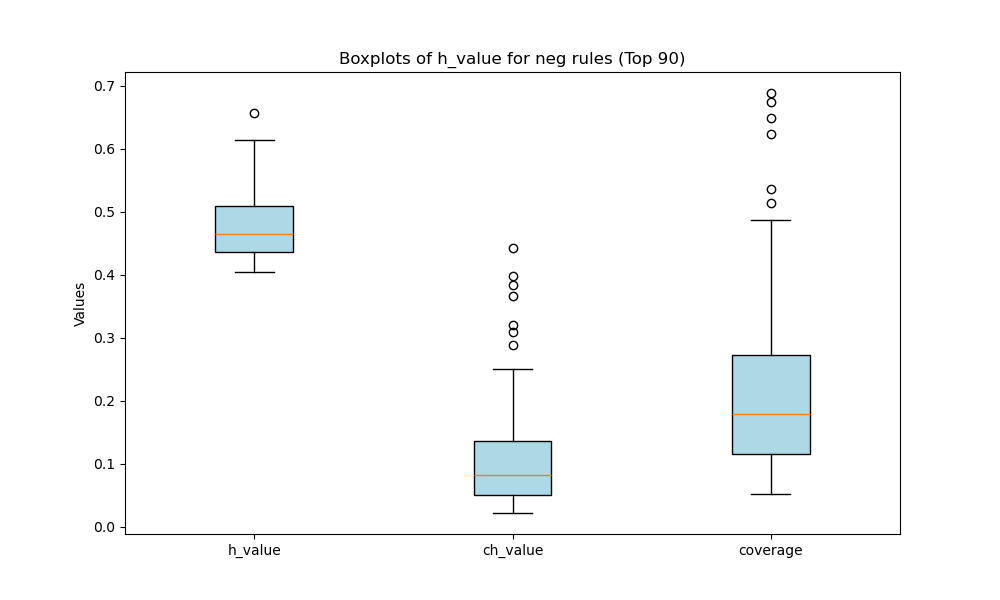 Boxplots of h_value for neg rules (Top 90)
0.7
0.6
0.5
0.4
0.3
0.2
0.1
0.0
Values
h_value
ch_value
coverage